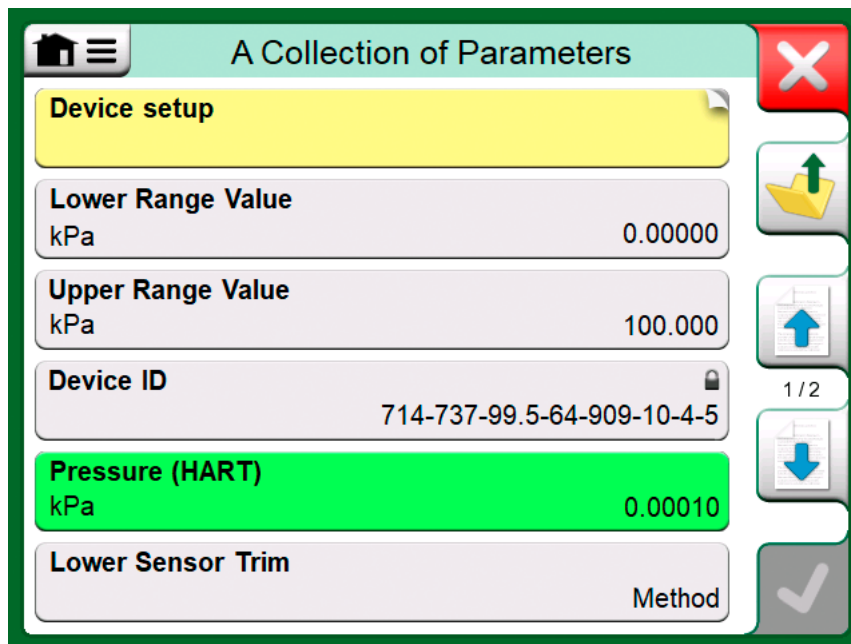 A Collection of Parameters
Device setup
Lower Range Value
kPa 0.00000
Upper Range Value
kPa 100.000
Device ID
714-737-99.5-64-909-10-4-5
1 / 2
Pressure (HART)
kPa 0.00010
Lower Sensor Trim
Method